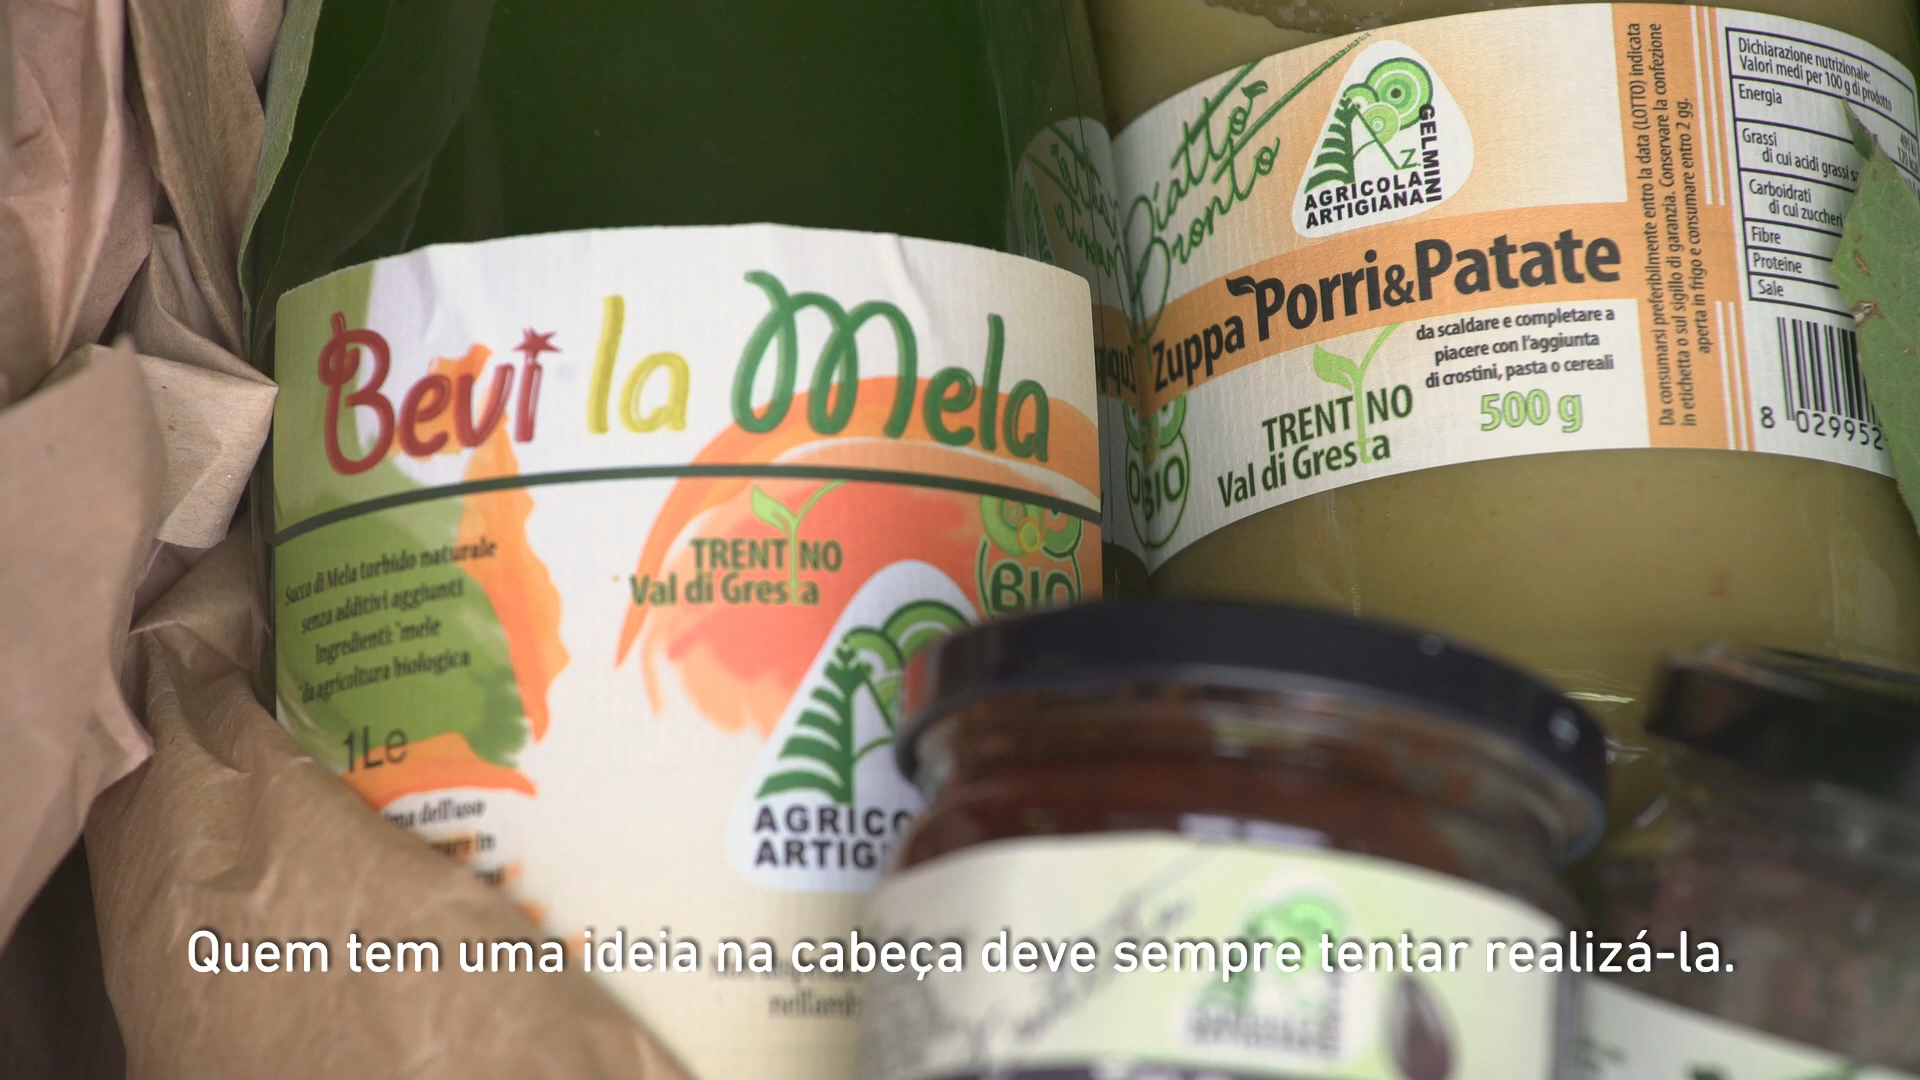 Bevi la Mela
Succo di Mela torbido naturale
senza additivi aggiunti
Ingredienti: *mele
*da agricoltura biologica
1Le
dell'uso
in
TRENTINO
Val di Gresta
BIO
AGRICO
ARTIG
Piatto
Pronto
AGRICOLA
ARTIGIANA
GELMINI
Az
Zuppa Porri&Patate
da scaldare e completare a
piacere con l'aggiunta
di crostini, pasta o cereali
500 g
TRENTINO
Val di Gresta
BIO
Da consumarsi preferibilmente entro la data (LOTTO) indicata
in etichetta o sul sigillo di garanzia. Conservare la confezione
aperta in frigo e consumare entro 2 gg.
Dichiarazione nutrizionale:
Valori medi per 100 g di prodotto
Energia
Grassi
di cui acidi grassi
Carboidrati
di cui zuccheri
Fibre
Proteine
Sale
8 029952
Quem tem uma ideia na cabeça deve sempre tentar realizá-la.